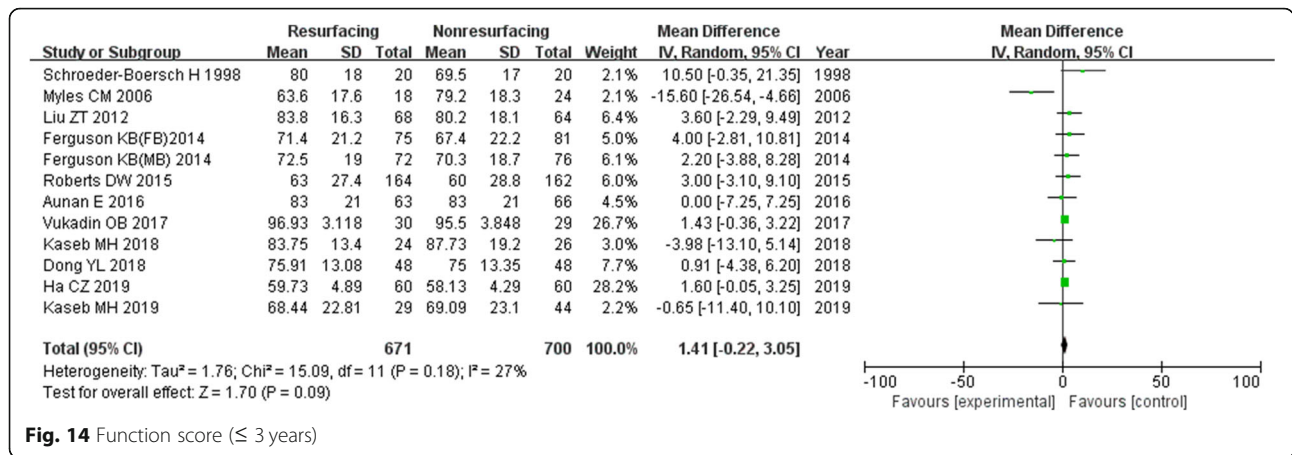 Resurfacing Nonresurfacing Mean Difference Mean Difference
Study or Subgroup Mean SD Total Mean SD Total Weight IV, Random, 95% CI Year IV, Random, 95% CI
Schroeder-Boersch H 1998 80 18 20 69.5 17 20 2.1% 10.50 [-0.35, 21.35] 1998
Myles CM 2006 63.6 17.6 18 79.2 18.3 24 2.1% -15.60 [-26.54, -4.66] 2006
Liu ZT 2012 83.8 16.3 68 80.2 18.1 64 6.4% 3.60 [-2.29, 9.49] 2012
Ferguson KB(FB)2014 71.4 21.2 75 67.4 22.2 81 5.0% 4.00 [-2.81, 10.81] 2014
Ferguson KB(MB) 2014 72.5 19 72 70.3 18.7 76 6.1% 2.20 [-3.88, 8.28] 2014
Roberts DW 2015 63 27.4 164 60 28.8 162 6.0% 3.00 [-3.10, 9.10] 2015
Aunan E 2016 83 21 63 83 21 66 4.5% 0.00 [-7.25, 7.25] 2016
Vukadin OB 2017 96.93 3.118 30 95.5 3.848 29 26.7% 1.43 [-0.36, 3.22] 2017
Kaseb MH 2018 83.75 13.4 24 87.73 19.2 26 3.0% -3.98 [-13.10, 5.14] 2018
Dong YL 2018 75.91 13.08 48 75 13.35 48 7.7% 0.91 [-4.38, 6.20] 2018
Ha CZ 2019 59.73 4.89 60 58.13 4.29 60 28.2% 1.60 [-0.05, 3.25] 2019
Kaseb MH 2019 68.44 22.81 29 69.09 23.1 44 2.2% -0.65 [-11.40, 10.10] 2019
Total (95% CI) 671 700 100.0% 1.41 [-0.22, 3.05]
Heterogeneity: Tau² = 1.76; Chi² = 15.09, df = 11 (P = 0.18); I² = 27%
Test for overall effect: Z = 1.70 (P = 0.09)
-100 -50 0 50 100
Favours [experimental] Favours [control]
Fig. 14 Function score (≤ 3 years)